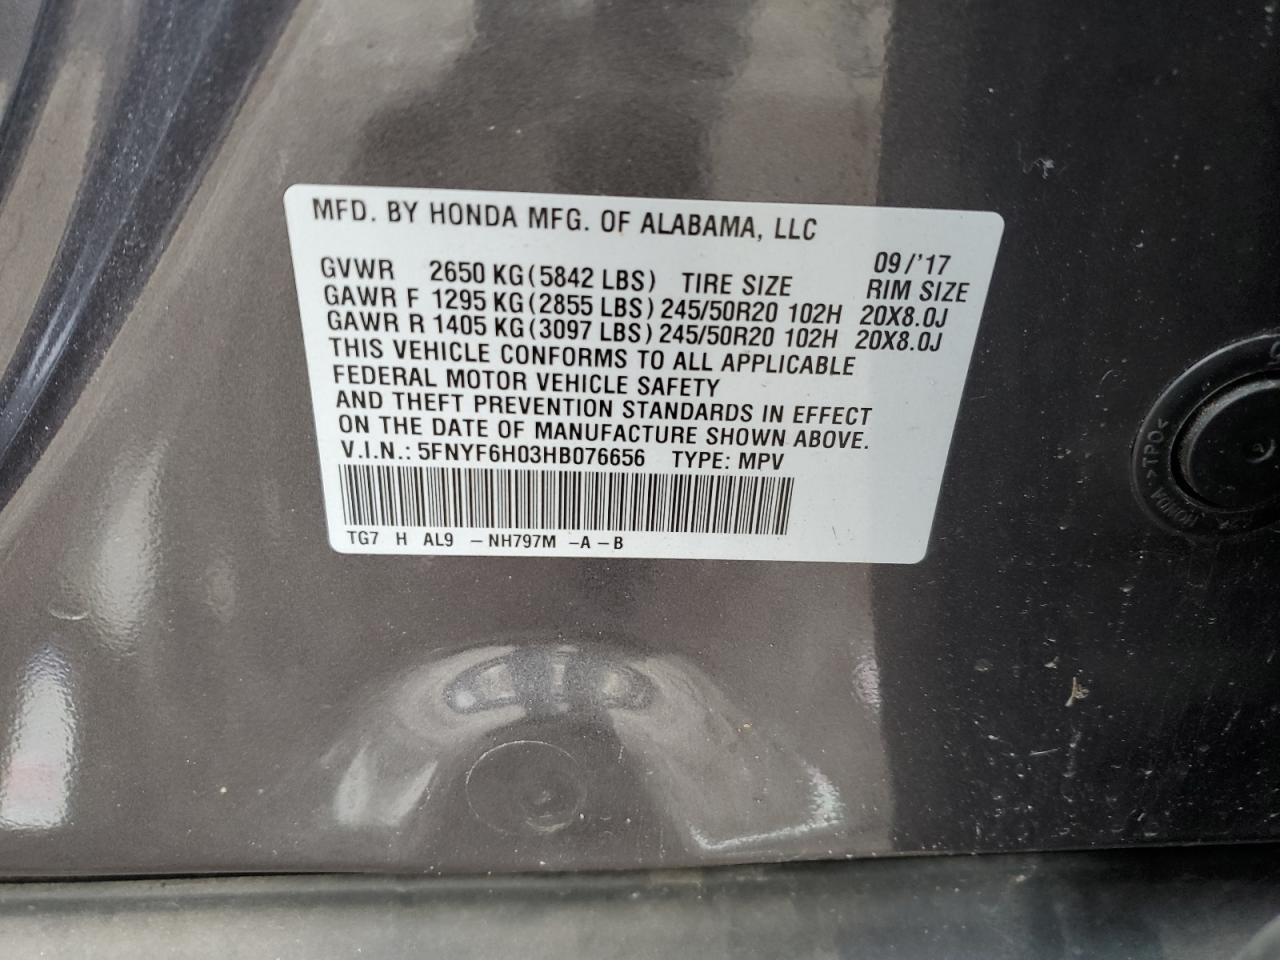 MFD. BY HONDA MFG. OF ALABAMA, LLC
09/'17
GVWR 2650 KG(5842 LBS) TIRE SIZE RIM SIZE
GAWR F 1295 KG(2855 LBS) 245/50R20 102H 20X8.0J
GAWR R 1405 KG(3097 LBS) 245/50R20 102H 20X8.0J
THIS VEHICLE CONFORMS TO ALL APPLICABLE
FEDERAL MOTOR VEHICLE SAFETY
AND THEFT PREVENTION STANDARDS IN EFFECT
ON THE DATE OF MANUFACTURE SHOWN ABOVE.
V.I.N.: 5FNYF6H03HB076656 TYPE: MPV
TG7 H AL9 -NH797M -A-B
HONDA >TPO<